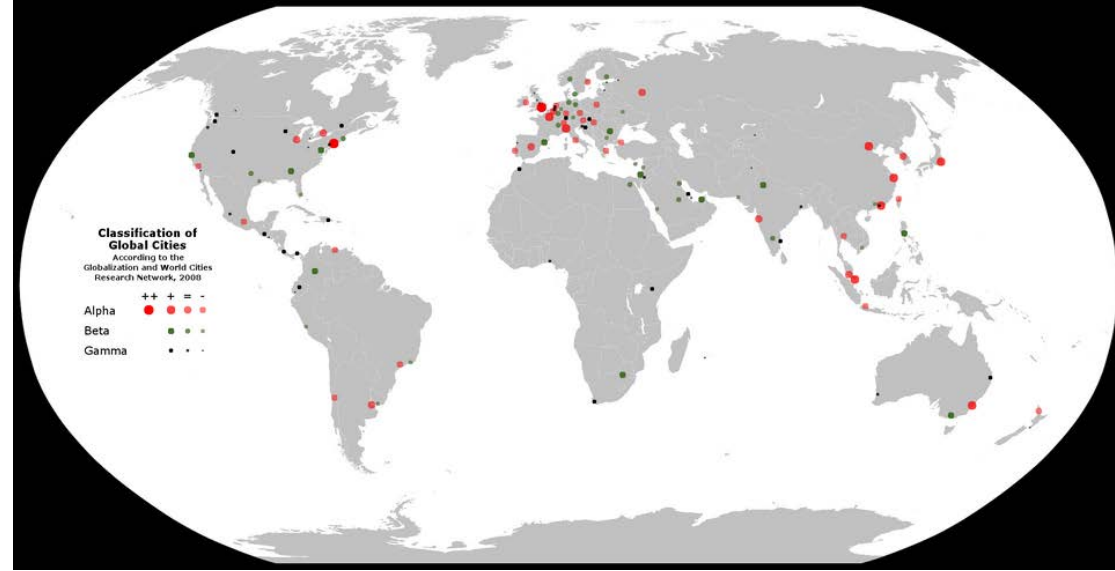 Classification of
Global Cities
According to the
Globalization and World Cities
Research Network, 2008
++ + = -
Alpha
Beta
Gamma